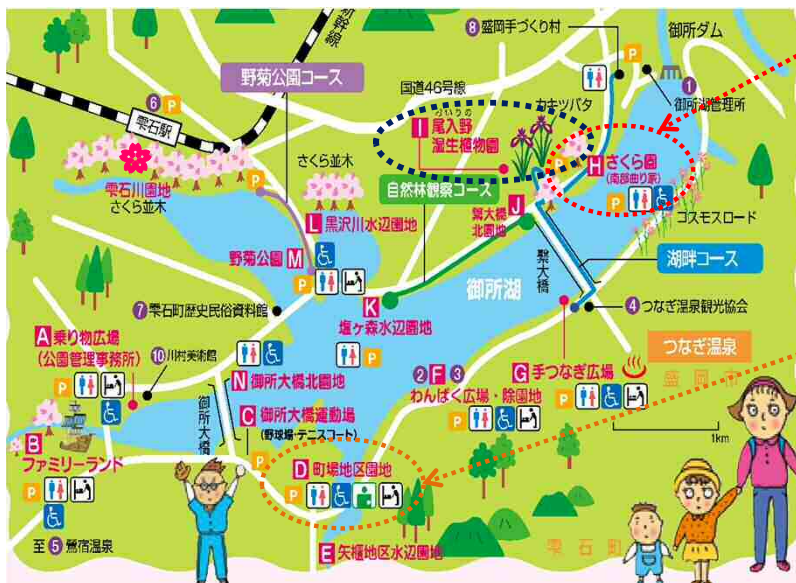 新幹線
8 盛岡手づくり村
御所ダム
P
野菊公園コース
国道46号線
カキツバタ
1
御所湖管理所
6 P
雫石駅
I 尾入野
湿生植物園
さくら並木
P
H さくら園
(南部曲り家)
雫石川園地
さくら並木
P
自然林観察コース
P
コスモスロード
L 黒沢川水辺園地
J
繋大橋
北園地
野菊公園 M
繋大橋
湖畔コース
P
御所湖
7 雫石町歴史民俗資料館
K
塩ヶ森水辺園地
4 つなぎ温泉観光協会
A 乗り物広場
(公園管理事務所)
10 川村美術館
P
つなぎ温泉
P
N 御所大橋北園地
2 F 3
わんぱく広場・除園地
G 手つなぎ広場
盛岡市
御所大橋
C 御所大橋運動場
(野球場・テニスコート)
P
P
B
ファミリーランド
1km
P
P
D 町場地区園地
P
至 5 鶯宿温泉
E 矢櫃地区水辺園地
雫石町